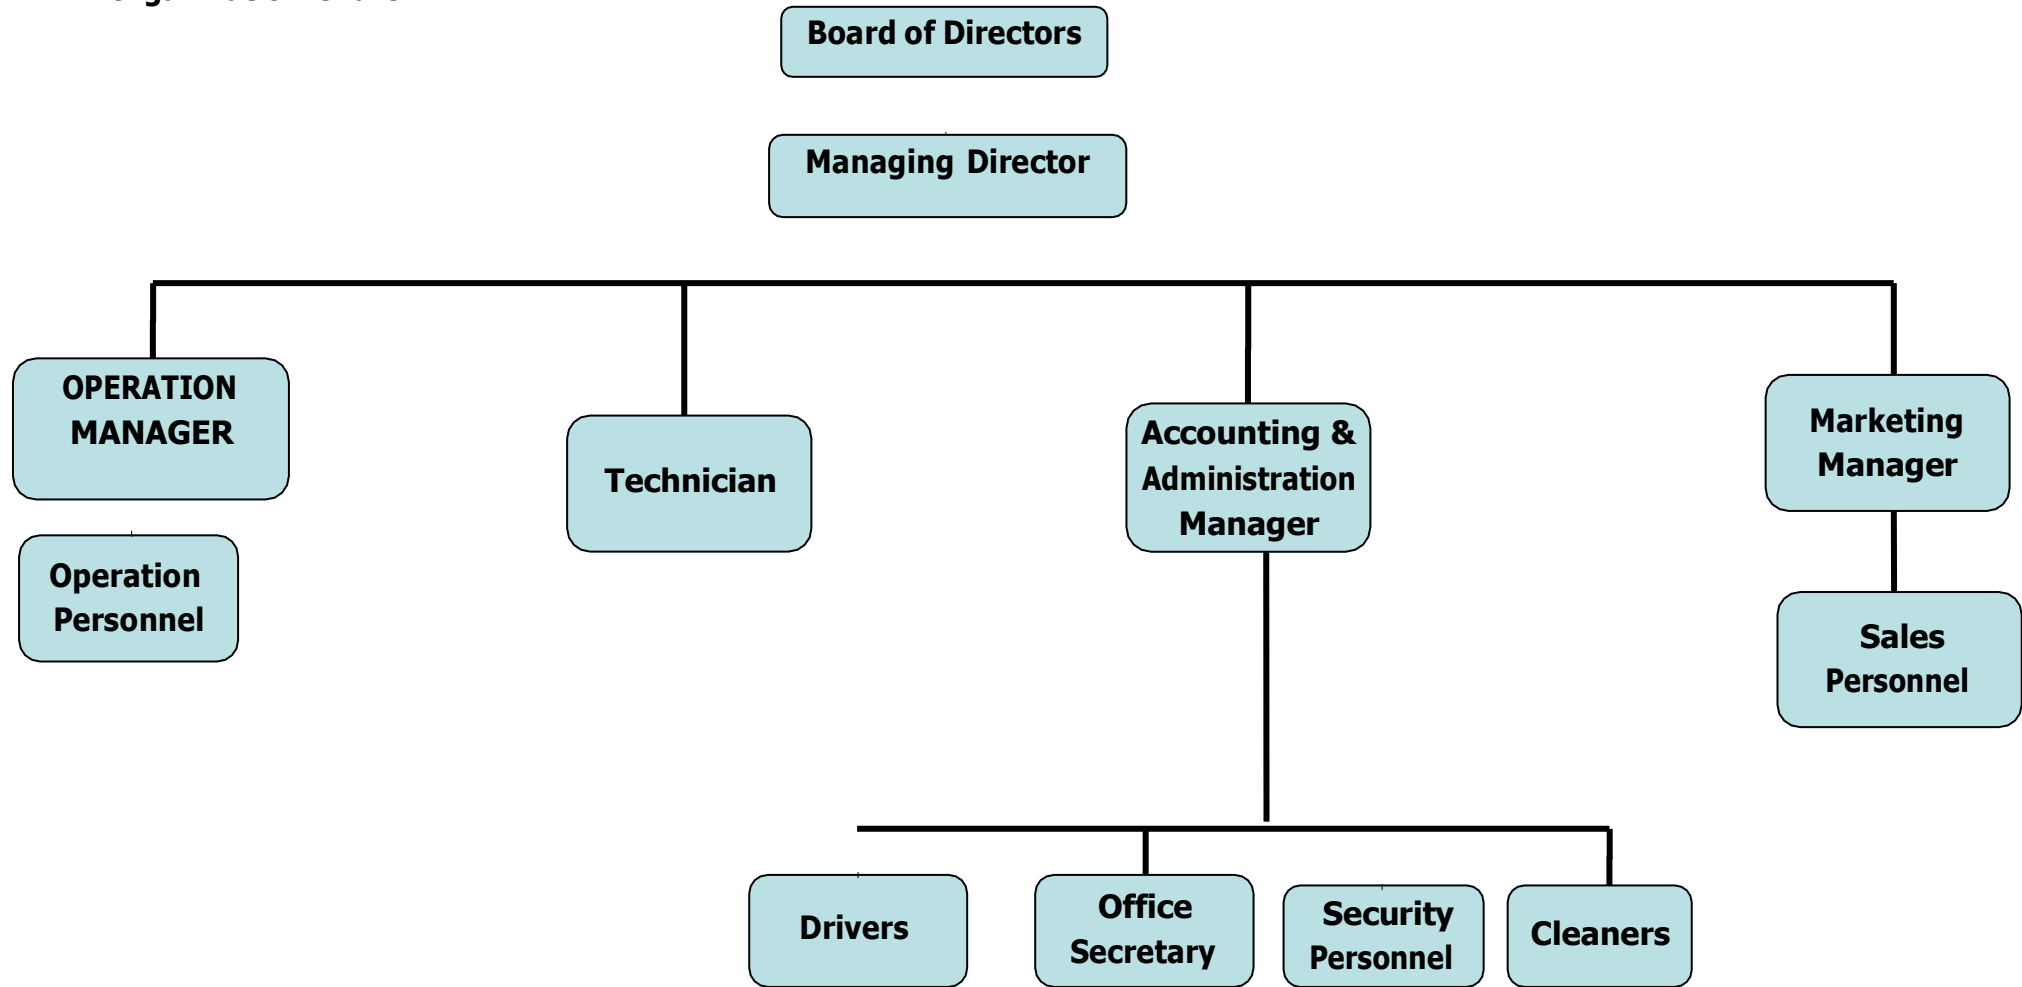 Board of Directors
Managing Director
OPERATION
MANAGER
Technician
Accounting &
Administration
Manager
Marketing
Manager
Operation
Personnel
Sales
Personnel
Drivers
Office
Secretary
Security
Personnel
Cleaners